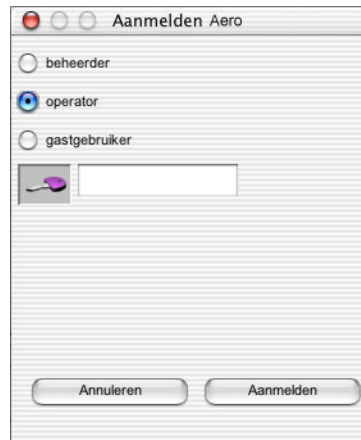 Aanmelden Aero
beheerder
operator
gastgebruiker
Annuleren Aanmelden